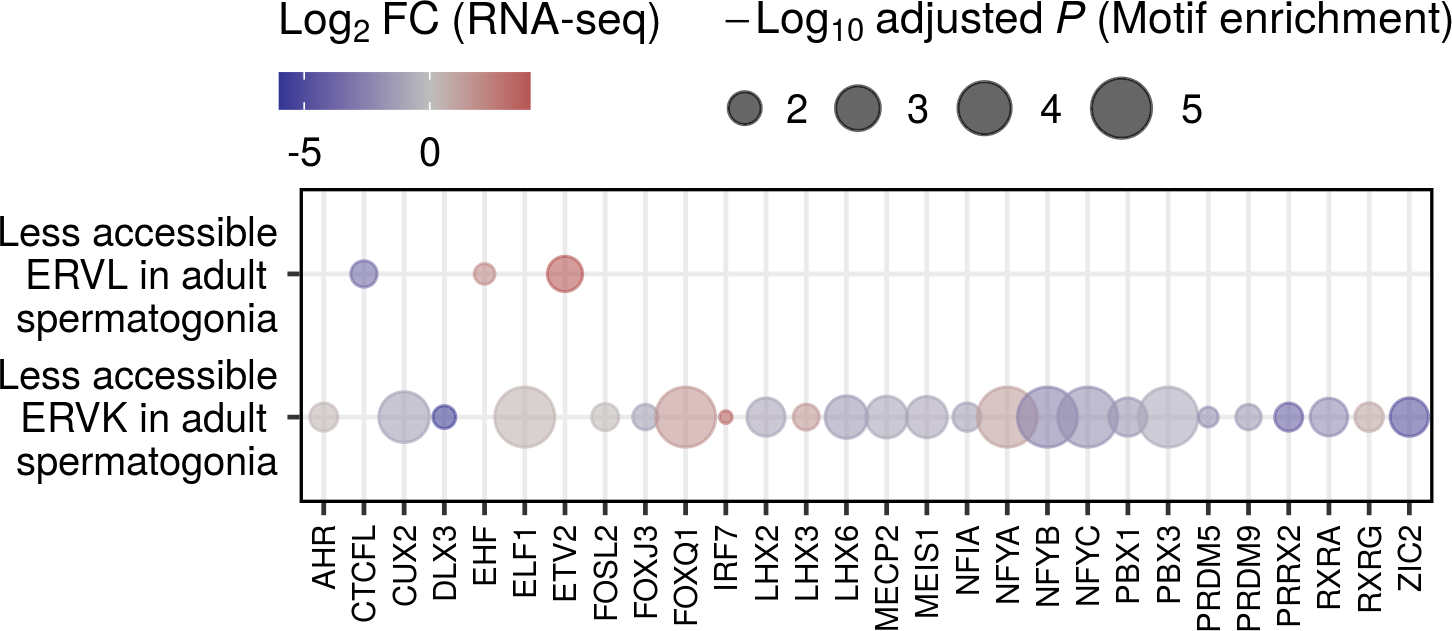 Log₂ FC (RNA-seq)
−Log₁₀ adjusted P (Motif enrichment)
-5 0
2 3 4 5
Less accessible
ERVL in adult
spermatogonia
Less accessible
ERVK in adult
spermatogonia
AHR
CTCFL
CUX2
DLX3
EHF
ELF1
ETV2
FOSL2
FOXJ3
FOXQ1
IRF7
LHX2
LHX3
LHX6
MECP2
MEIS1
NFIA
NFYA
NFYB
NFYC
PBX1
PBX3
PRDM5
PRDM9
PRRX2
RXRA
RXRG
ZIC2